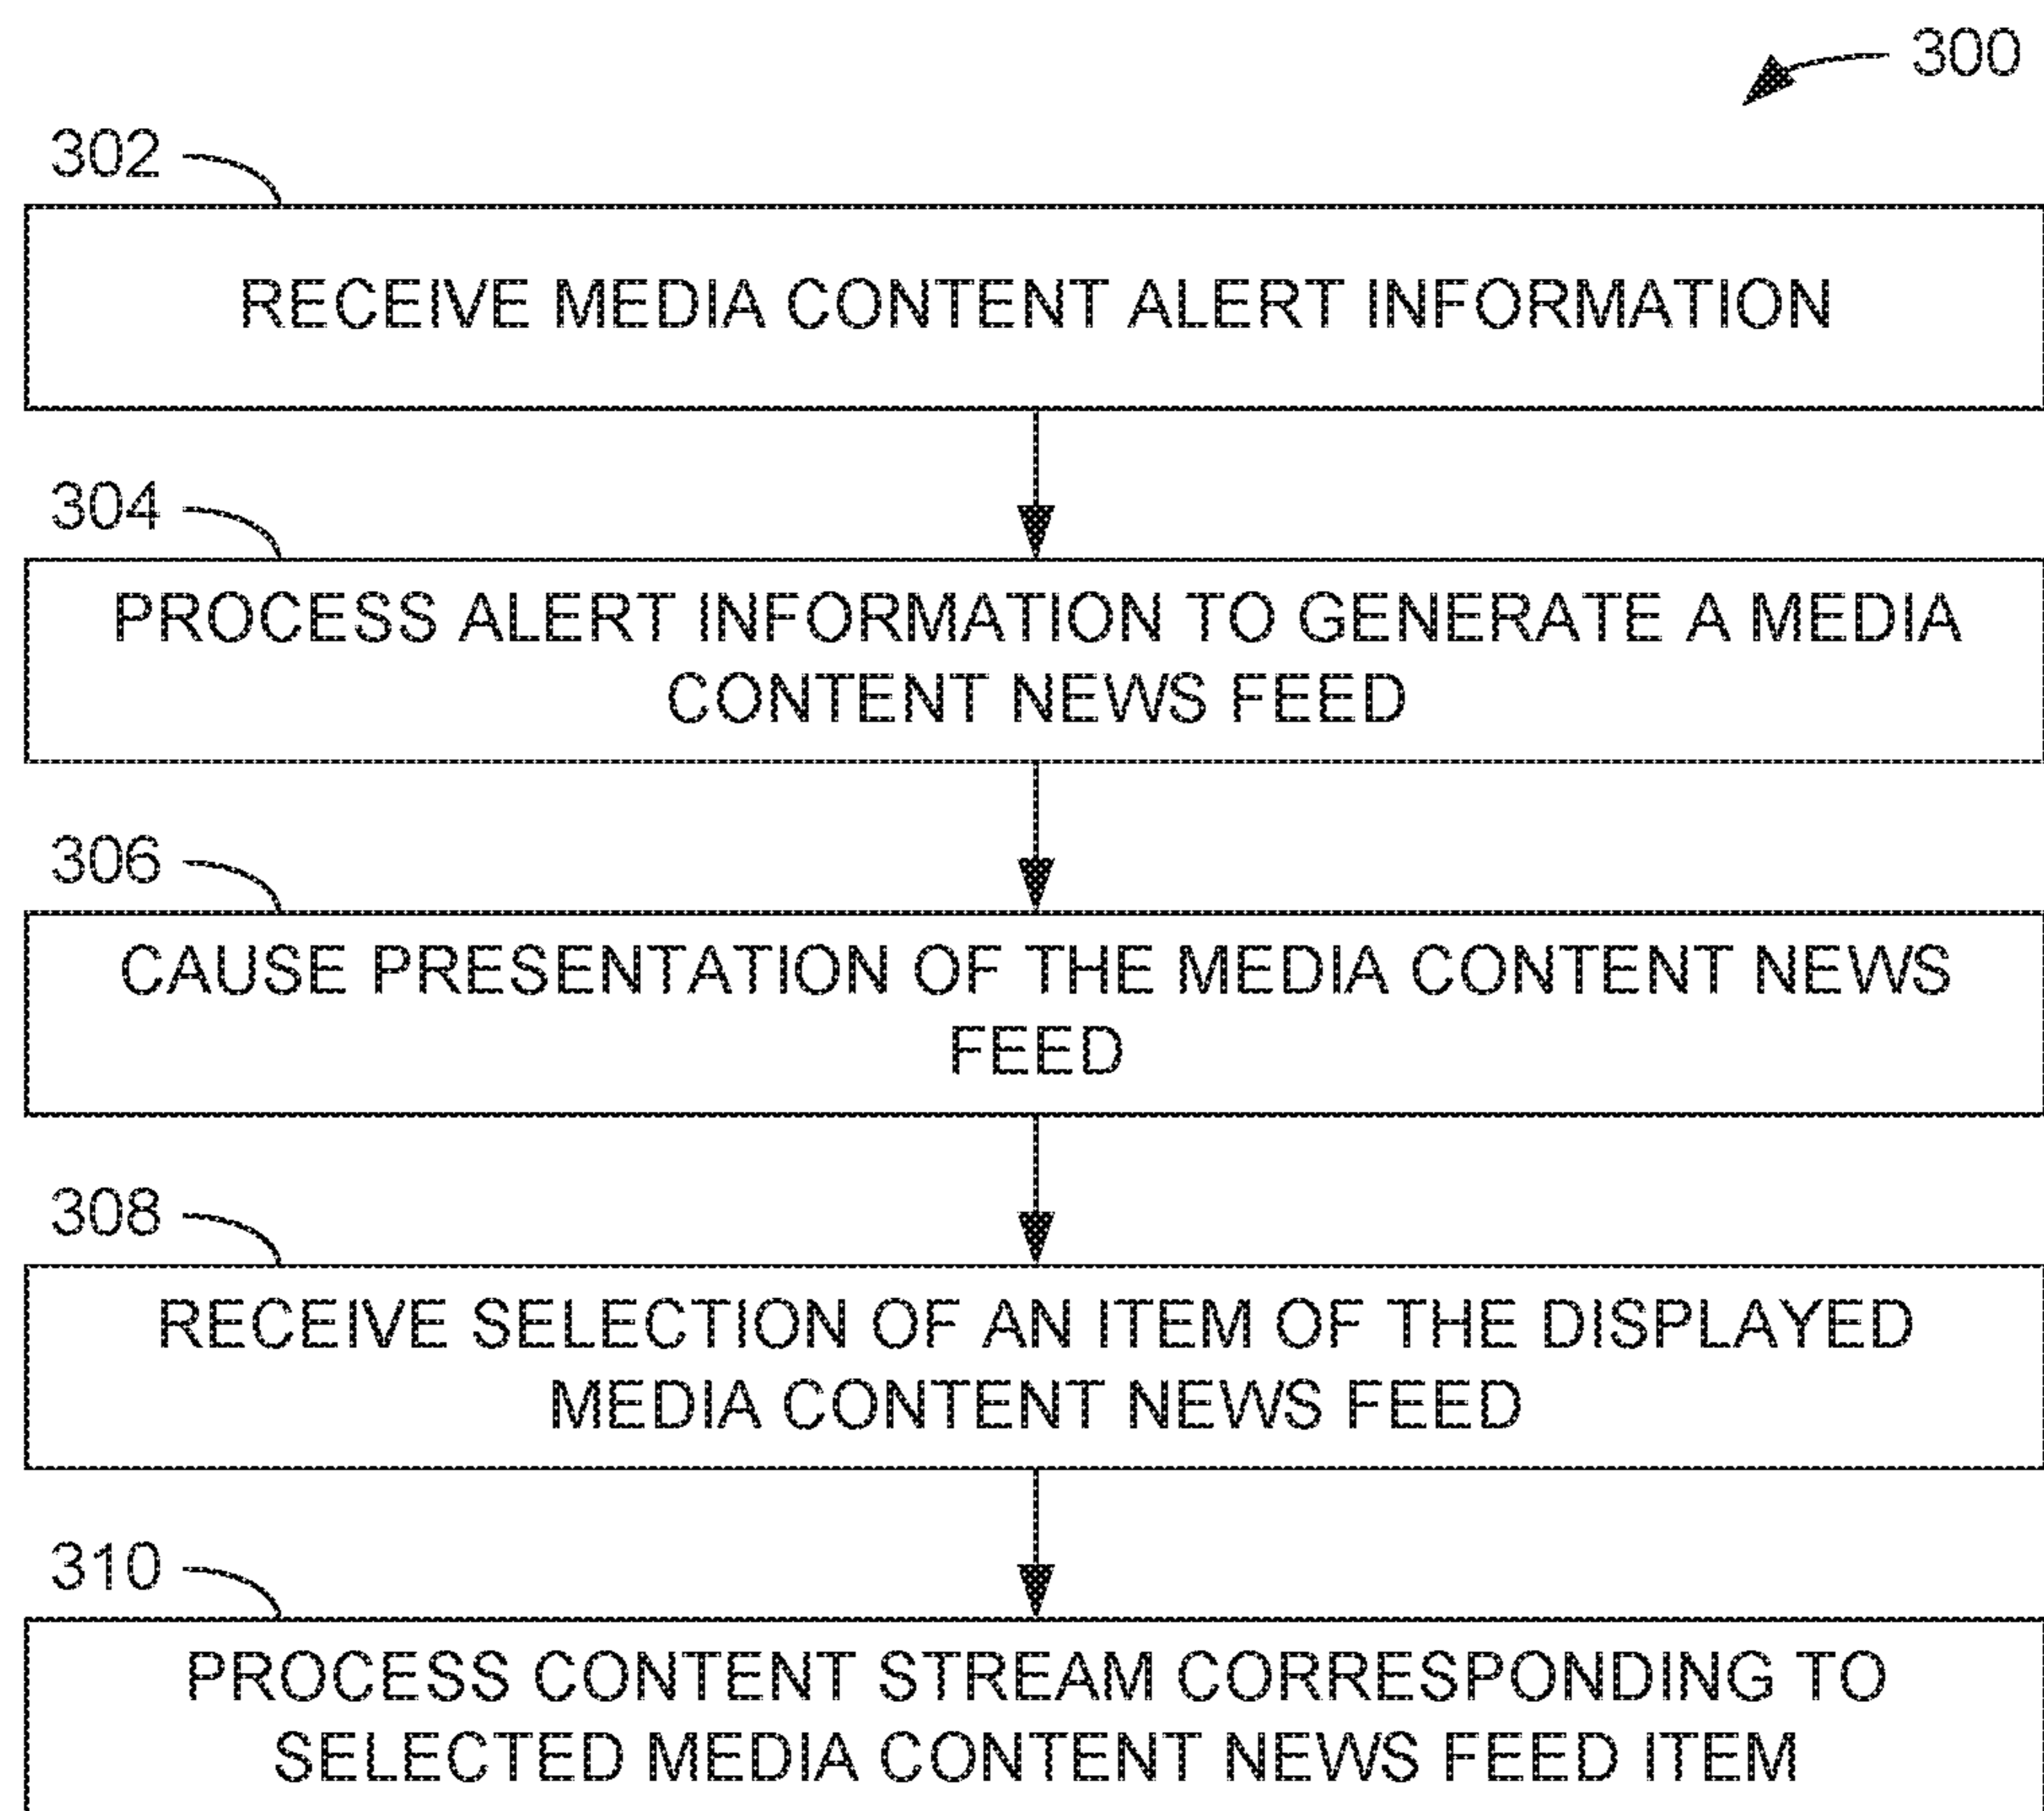 300
302
RECEIVE MEDIA CONTENT ALERT INFORMATION
304
PROCESS ALERT INFORMATION TO GENERATE A MEDIA
CONTENT NEWS FEED
306
CAUSE PRESENTATION OF THE MEDIA CONTENT NEWS
FEED
308
RECEIVE SELECTION OF AN ITEM OF THE DISPLAYED
MEDIA CONTENT NEWS FEED
310
PROCESS CONTENT STREAM CORRESPONDING TO
SELECTED MEDIA CONTENT NEWS FEED ITEM